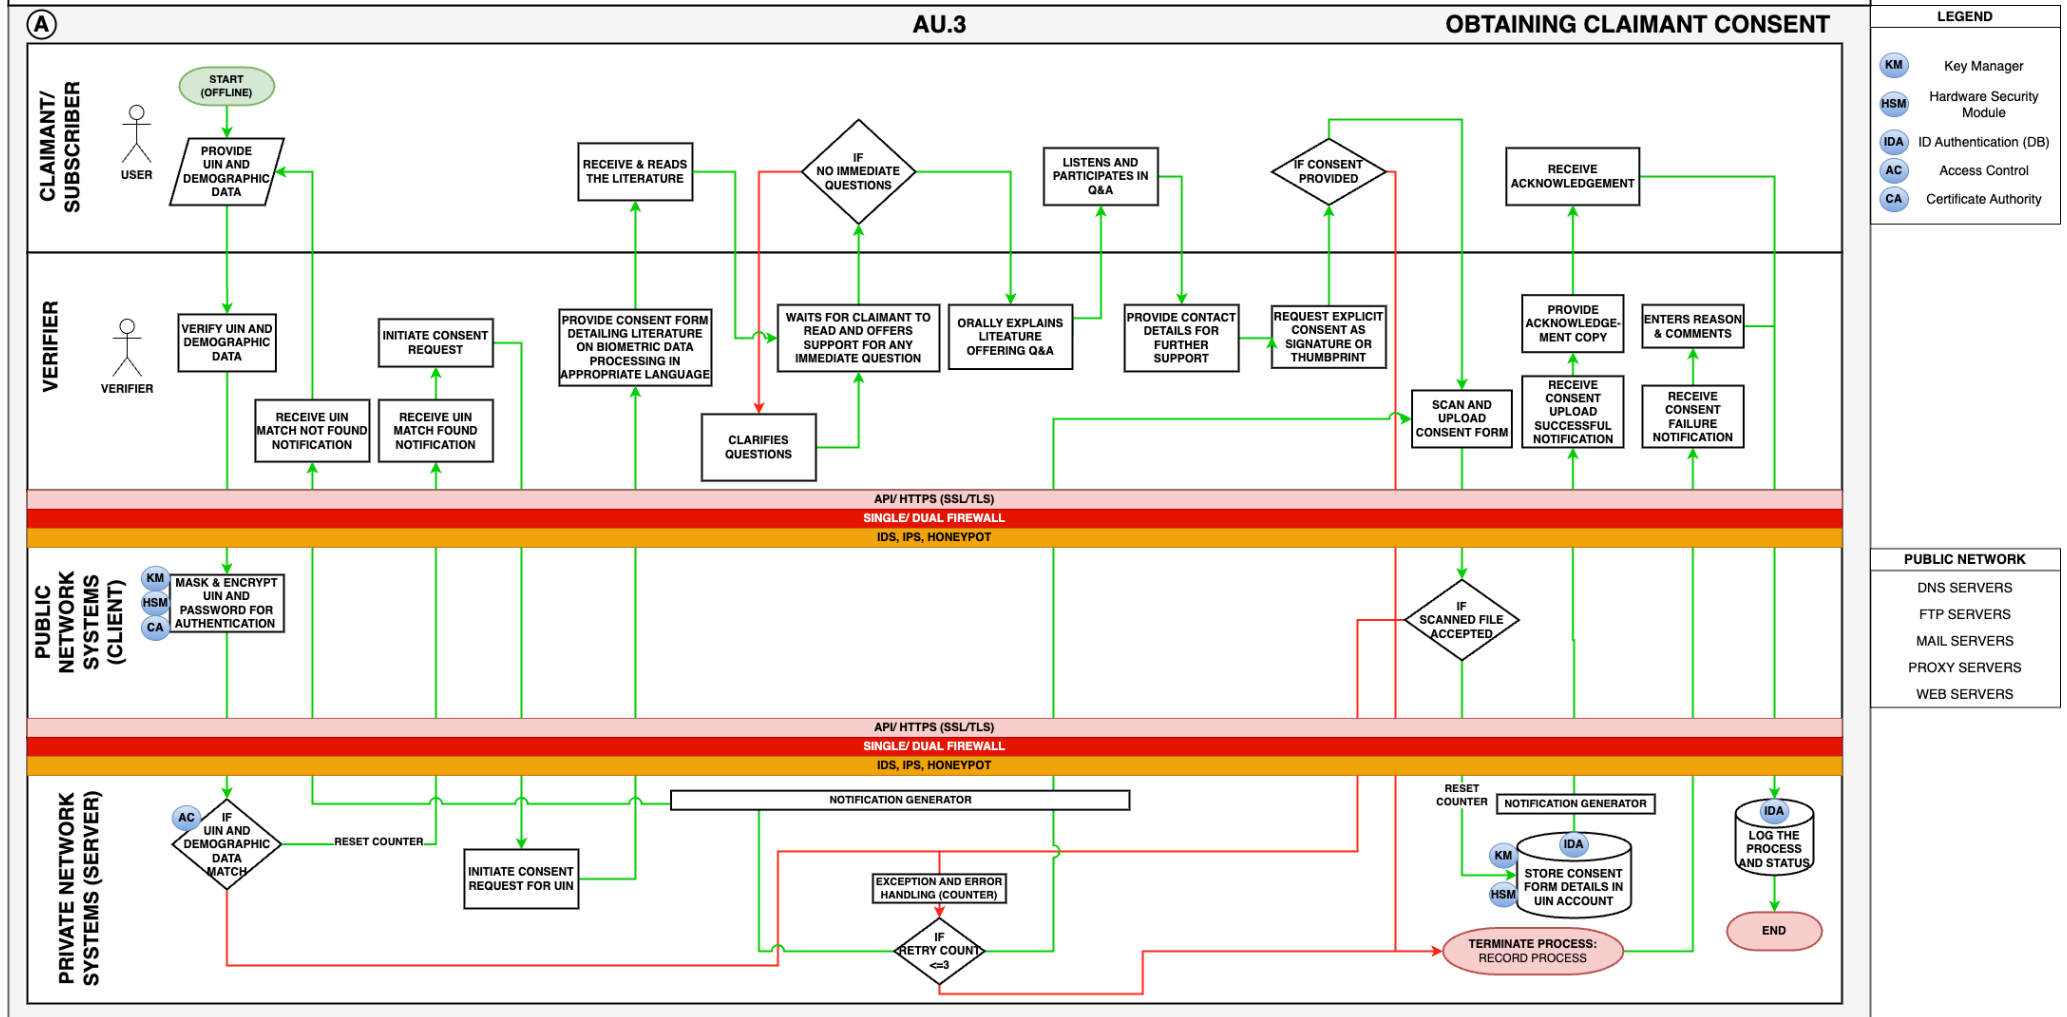 A
AU.3
OBTAINING CLAIMANT CONSENT
CLAIMANT/
SUBSCRIBER
START
(OFFLINE)
USER
PROVIDE
UIN AND
DEMOGRAPHIC
DATA
RECEIVE & READS
THE LITERATURE
IF
NO IMMEDIATE
QUESTIONS
LISTENS AND
PARTICIPATES IN
Q&A
IF CONSENT
PROVIDED
RECEIVE
ACKNOWLEDGEMENT
VERIFIER
VERIFIER
VERIFY UIN AND
DEMOGRAPHIC
DATA
RECEIVE UIN
MATCH NOT FOUND
NOTIFICATION
INITIATE CONSENT
REQUEST
RECEIVE UIN
MATCH FOUND
NOTIFICATION
PROVIDE CONSENT FORM
DETAILING LITERATURE
ON BIOMETRIC DATA
PROCESSING IN
APPROPRIATE LANGUAGE
CLARIFIES
QUESTIONS
WAITS FOR CLAIMANT TO
READ AND OFFERS
SUPPORT FOR ANY
IMMEDIATE QUESTION
ORALLY EXPLAINS
LITEATURE
OFFERING Q&A
PROVIDE CONTACT
DETAILS FOR
FURTHER
SUPPORT
REQUEST EXPLICIT
CONSENT AS
SIGNATURE OR
THUMBPRINT
SCAN AND
UPLOAD
CONSENT FORM
PROVIDE
ACKNOWLEDGE-
MENT COPY
RECEIVE
CONSENT
UPLOAD
SUCCESSFUL
NOTIFICATION
ENTERS REASON
& COMMENTS
RECEIVE
CONSENT
FAILURE
NOTIFICATION
API/ HTTPS (SSL/TLS)
SINGLE/ DUAL FIREWALL
IDS, IPS, HONEYPOT
PUBLIC
NETWORK
SYSTEMS
(CLIENT)
KM
HSM
CA
MASK & ENCRYPT
UIN AND
PASSWORD FOR
AUTHENTICATION
IF
SCANNED FILE
ACCEPTED
API/ HTTPS (SSL/TLS)
SINGLE/ DUAL FIREWALL
IDS, IPS, HONEYPOT
PRIVATE NETWORK
SYSTEMS (SERVER)
AC
IF
UIN AND
DEMOGRAPHIC
DATA
MATCH
RESET COUNTER
INITIATE CONSENT
REQUEST FOR UIN
NOTIFICATION GENERATOR
EXCEPTION AND ERROR
HANDLING (COUNTER)
IF
RETRY COUNT
<=3
RESET
COUNTER
NOTIFICATION GENERATOR
IDA
KM
HSM
STORE CONSENT
FORM DETAILS IN
UIN ACCOUNT
TERMINATE PROCESS:
RECORD PROCESS
IDA
LOG THE
PROCESS
AND STATUS
END
LEGEND
KM Key Manager
HSM Hardware Security
Module
IDA ID Authentication (DB)
AC Access Control
CA Certificate Authority
PUBLIC NETWORK
DNS SERVERS
FTP SERVERS
MAIL SERVERS
PROXY SERVERS
WEB SERVERS